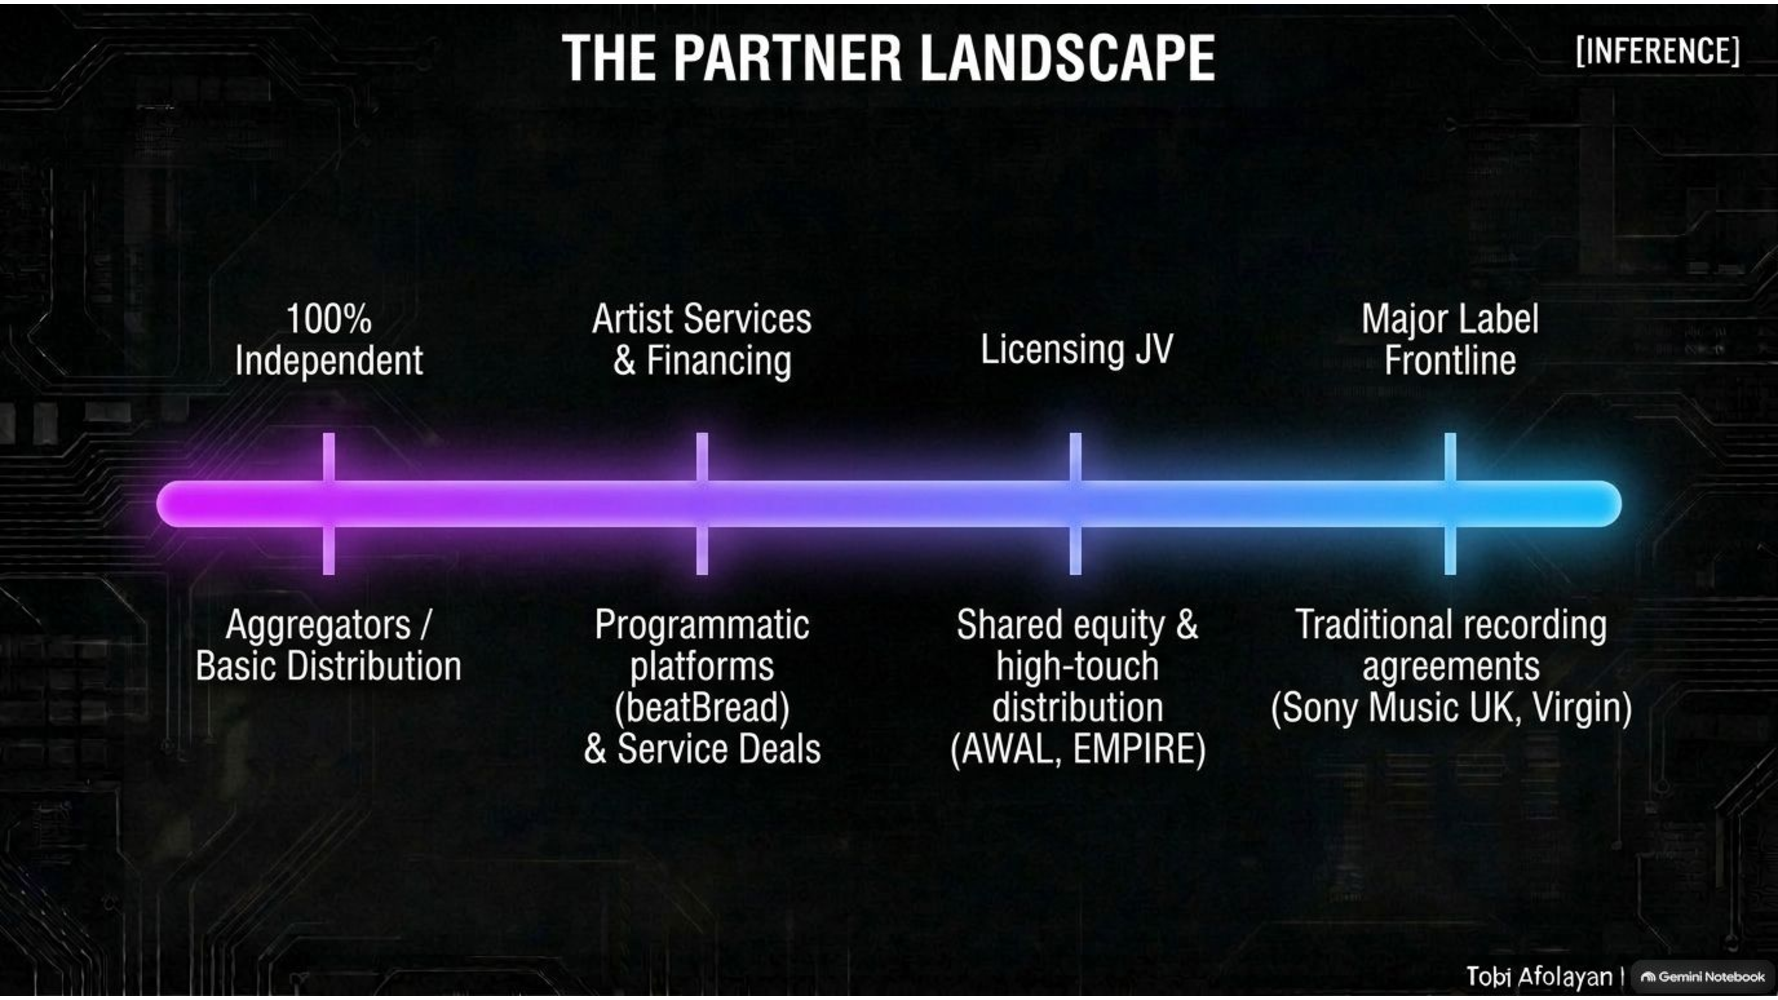 THE PARTNER LANDSCAPE
[INFERENCE]
100%
Independent
Artist Services
& Financing
Licensing JV
Major Label
Frontline
Aggregators /
Basic Distribution
Programmatic
platforms
(beatBread)
& Service Deals
Shared equity &
high-touch
distribution
(AWAL, EMPIRE)
Traditional recording
agreements
(Sony Music UK, Virgin)
Tobi Afolayan |
Gemini Notebook